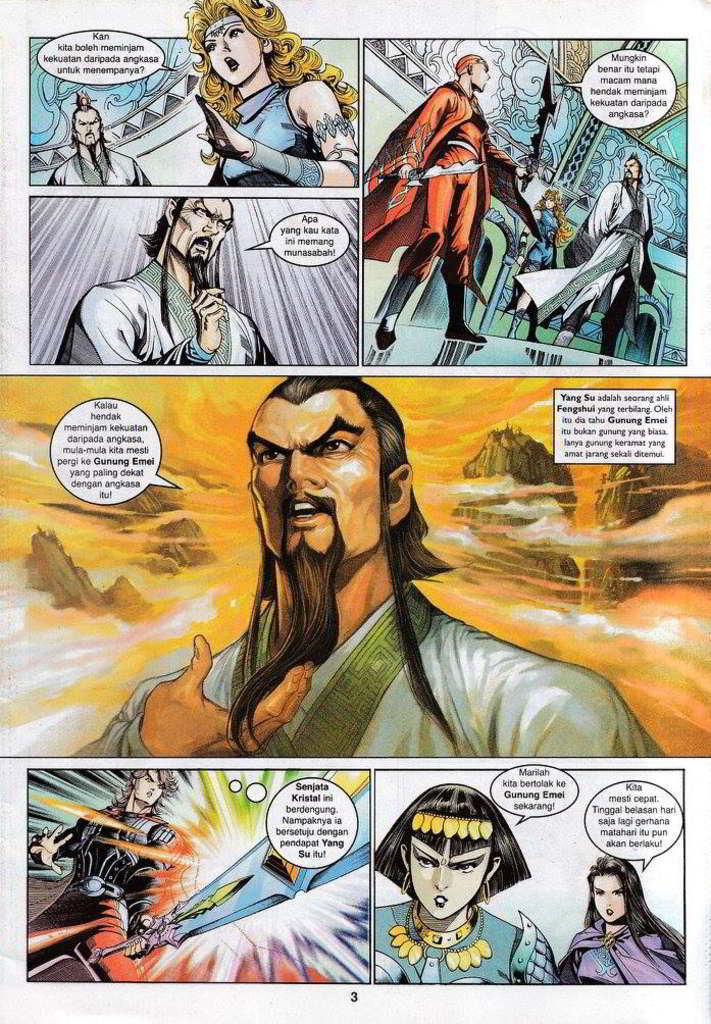 Kan
kita boleh meminjam
kekuatan daripada angkasa
untuk menempanya?
Mungkin
benar itu tetapi
macam mana
hendak meminjam
kekuatan daripada
angkasa?
Apa
yang kau kata
ini memang
munasabah!
Kalau
hendak
meminjam kekuatan
daripada angkasa,
mula-mula kita mesti
pergi ke Gunung Emei
yang paling dekat
dengan angkasa
itu!
Yang Su adalah seorang ahli
Fengshui yang terbilang. Oleh
itu dia tahu Gunung Emei
itu bukan gunung yang biasa.
Ianya gunung keramat yang
amat jarang sekali ditemui.
Senjata
Kristal ini
berdengung.
Nampaknya ia
bersetuju dengan
pendapat Yang
Su itu!
Marilah
kita bertolak ke
Gunung Emei
sekarang!
Kita
mesti cepat.
Tinggal belasan hari
saja lagi gerhana
matahari itu pun
akan berlaku!
3